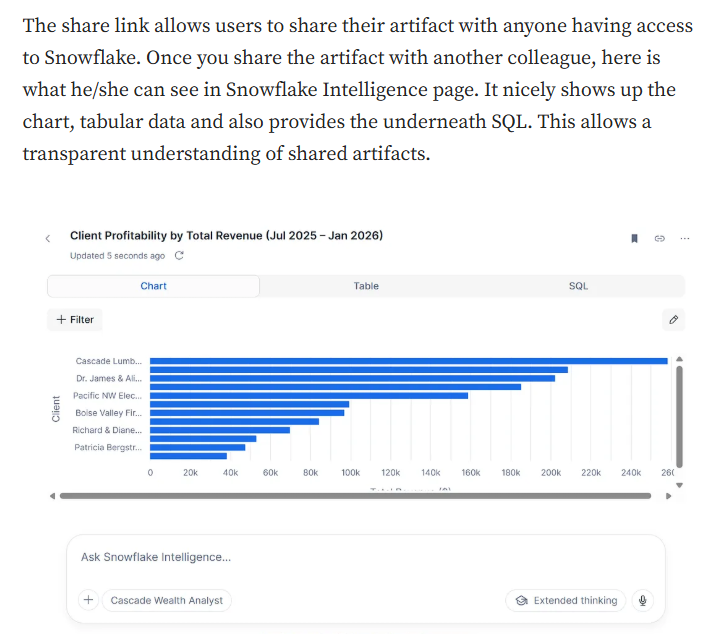 The share link allows users to share their artifact with anyone having access
to Snowflake. Once you share the artifact with another colleague, here is
what he/she can see in Snowflake Intelligence page. It nicely shows up the
chart, tabular data and also provides the underneath SQL. This allows a
transparent understanding of shared artifacts.
Client Profitability by Total Revenue (Jul 2025 – Jan 2026)
Updated 5 seconds ago
Chart Table SQL
+ Filter
Client
Cascade Lumb...
Dr. James & Ali...
Pacific NW Elec...
Boise Valley Fir...
Richard & Diane...
Patricia Bergstr...
0 20k 40k 60k 80k 100k 120k 140k 160k 180k 200k 220k 240k
Ask Snowflake Intelligence...
+ Cascade Wealth Analyst Extended thinking